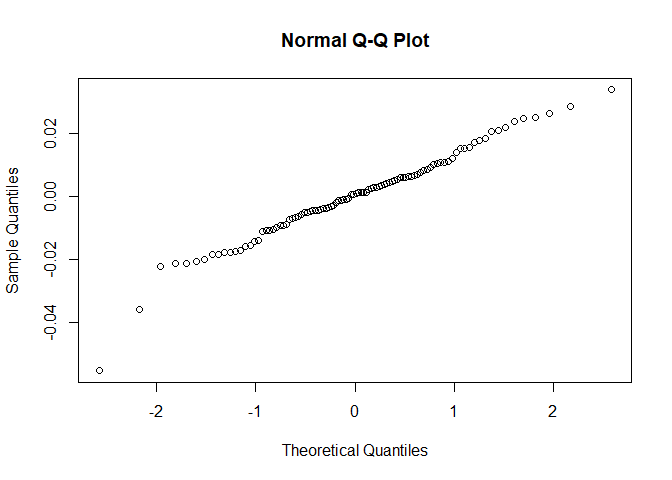 Normal Q-Q Plot
Sample Quantiles
0.02
0.00
-0.02
-0.04
-2 -1 0 1 2
Theoretical Quantiles